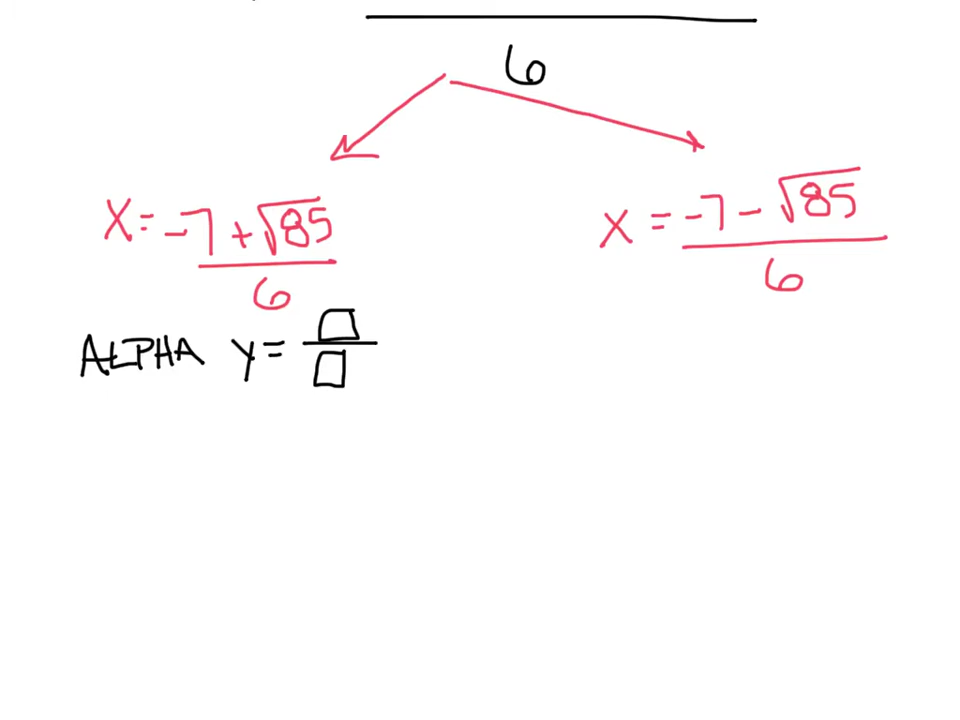 6
X = -7 + √85 / 6
X = -7 - √85 / 6
ALPHA Y = □ / □